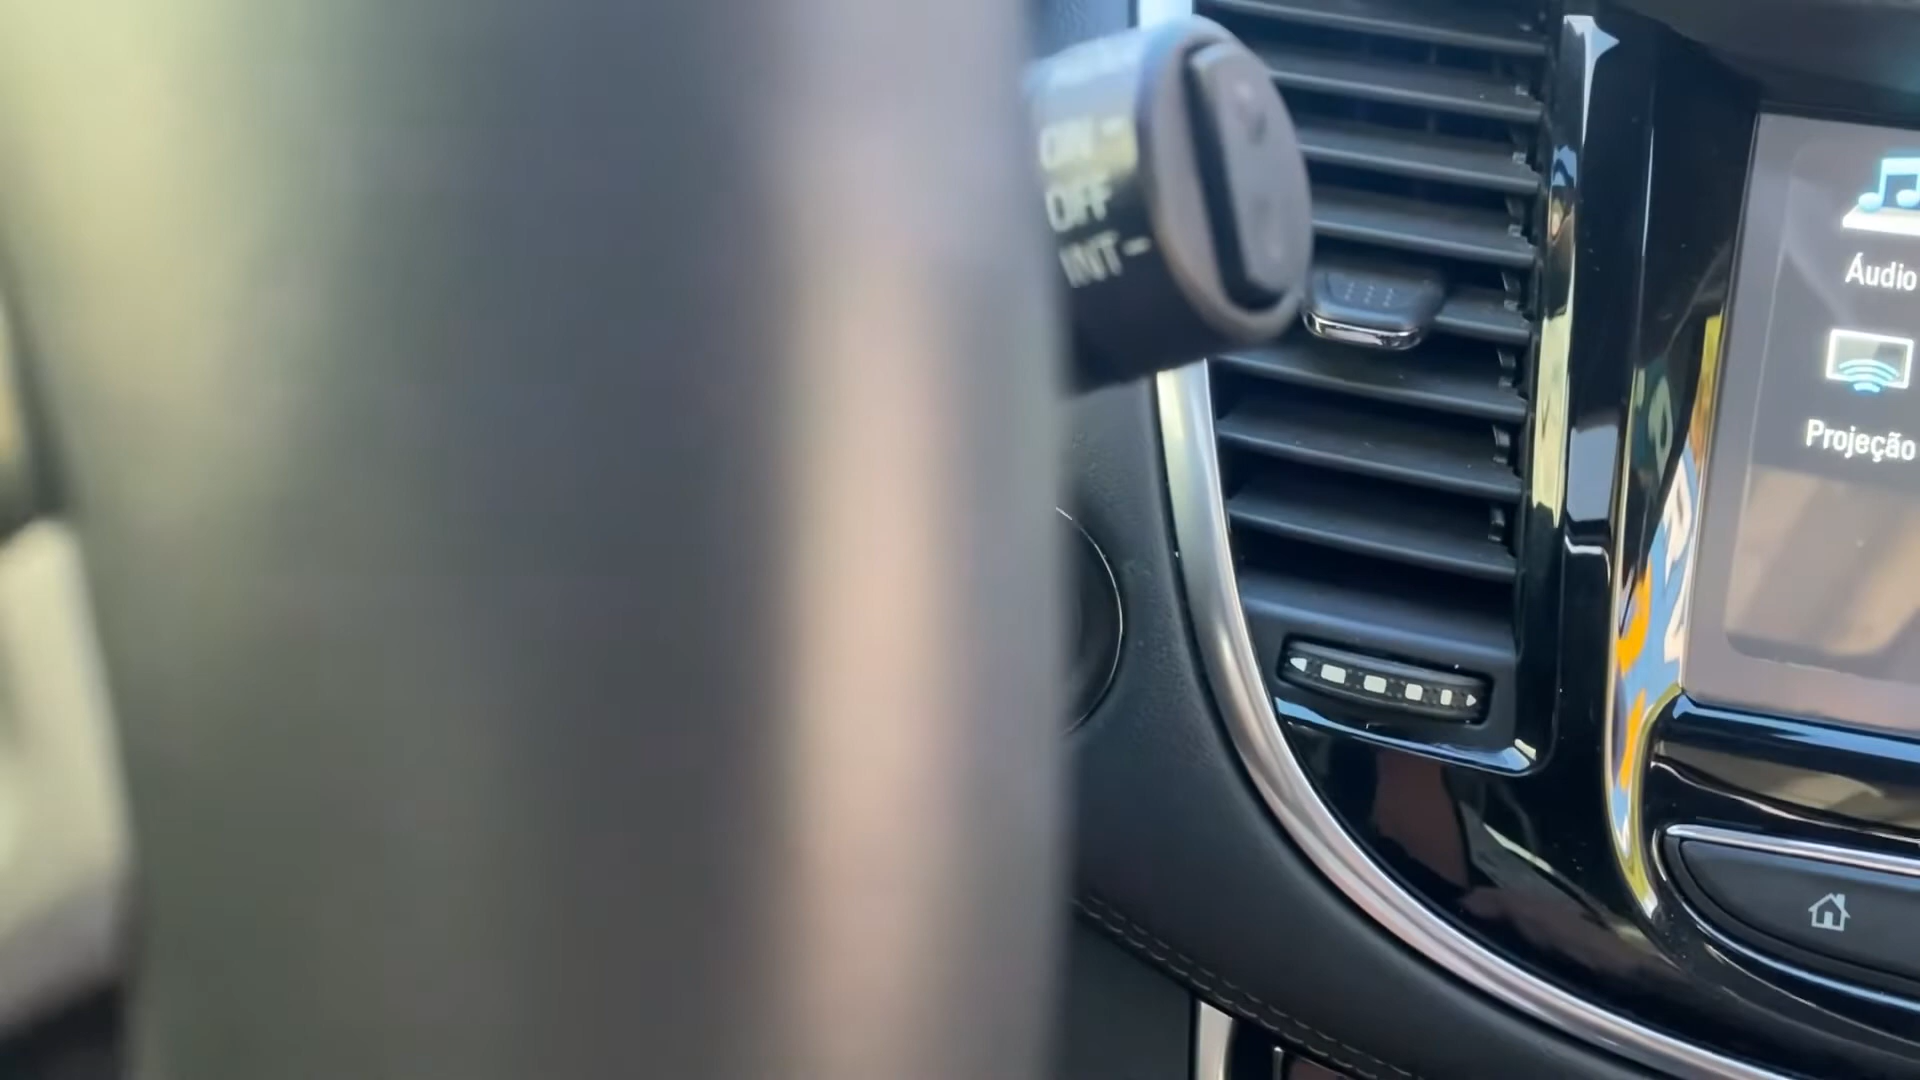 ON -
OFF
INT -
Áudio
Projeção